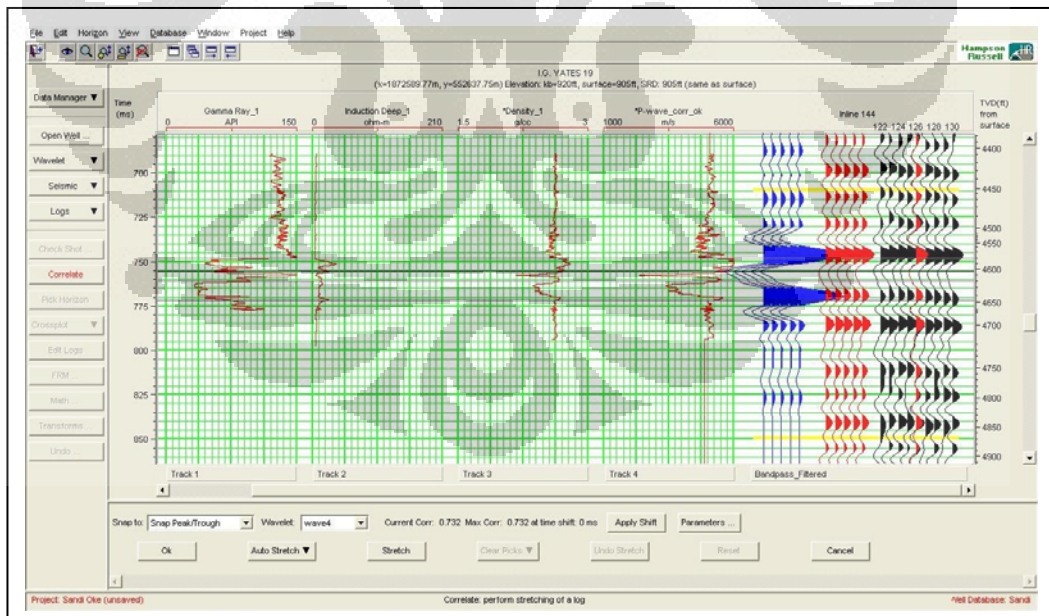 File Edit Horizon View Database Window Project Help
Hampson Russell HR
I.G. YATES 19
(x=1872589.77m, y=552637.75m) Elevation: kb=920ft, surface=905ft, SRD: 905ft (same as surface)
Data Manager
Open Well ...
Wavelet
Seismic
Logs
Check Shot ...
Correlate
Pick Horizon
Crossplot
Edit Logs
FRM ...
Math ...
Transforms ...
Undo ...
Time (ms)
Gamma Ray_1
0 API 150
Induction Deep_1
0 ohm-m 210
*Density_1
1.5 g/cc 3
*P-wave_corr_ok
1000 m/s 6000
Inline 144
122 124 126 128 130
TVD(ft) from surface
700
725
750
775
800
825
850
4400
4450
4500
4550
4600
4650
4700
4750
4800
4850
4900
Track 1 Track 2 Track 3 Track 4 Bandpass_Filtered
Snap to: Snap Peak/Trough Wavelet: wave4 Current Corr: 0.732 Max Corr: 0.732 at time shift: 0 ms Apply Shift Parameters ...
Ok Auto Stretch Stretch Clear Picks Undo Stretch Reset Cancel
Project: Sandi Oke (unsaved) Correlate: perform stretching of a log Well Database: Sandi